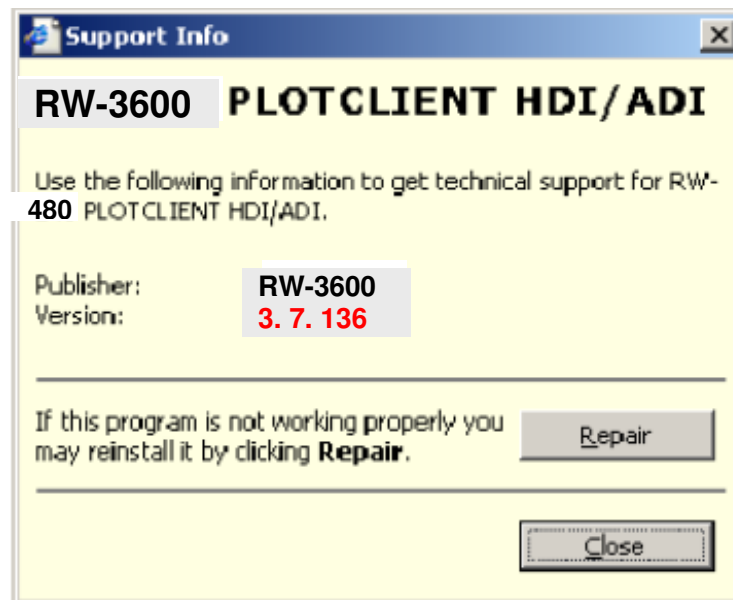 Support Info
RW-3600 PLOTCLIENT HDI/ADI
Use the following information to get technical support for RW-
480 PLOTCLIENT HDI/ADI.
Publisher: RW-3600
Version: 3. 7. 136
If this program is not working properly you
may reinstall it by clicking Repair.
Repair
Close